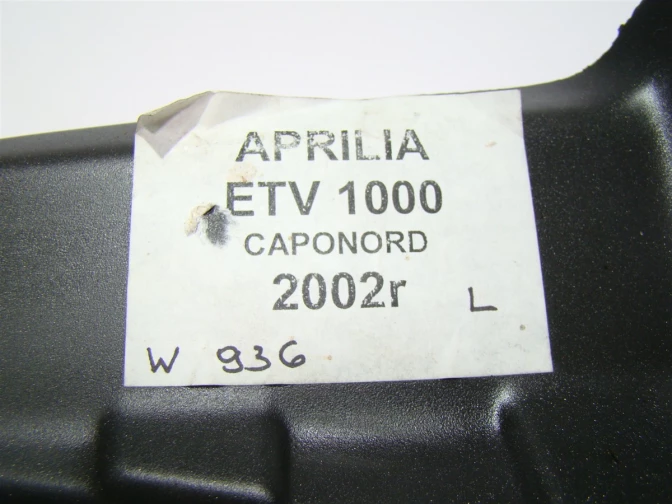 APRILIA
ETV 1000
CAPONORD
2002r L
W 936